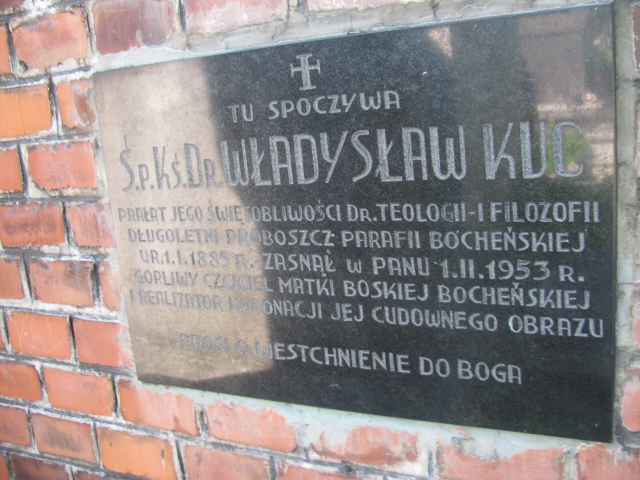 TU SPOCZYWA
Ś.P. KS. DR. WŁADYSŁAW KUC
PRAŁAT JEGO ŚWIĘTOBLIWOŚCI DR. TEOLOGII - I FILOZOFII
DŁUGOLETNI PROBOSZCZ PARAFII BOCHEŃSKIEJ
UR. 1.I.1885 R. - ZASNĄŁ W PANU 1.II.1953 R.
GORLIWY CZCICIEL MATKI BOSKIEJ BOCHEŃSKIEJ
I REALIZATOR KORONACJI JEJ CUDOWNEGO OBRAZU
PROSI O WESTCHNIENIE DO BOGA